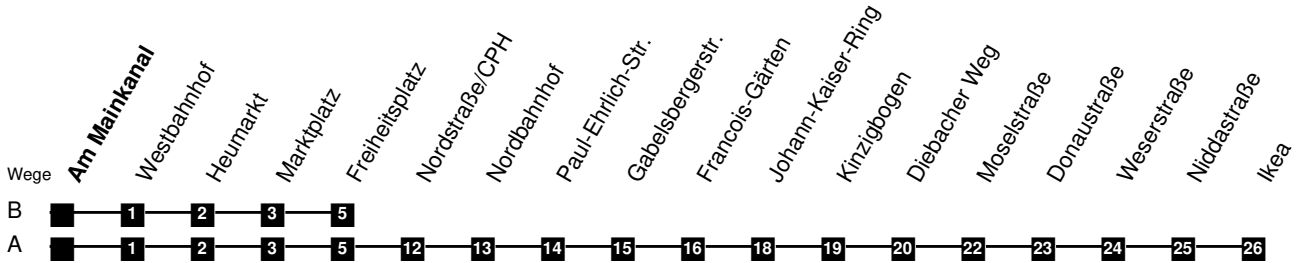 Am Mainkanal
Westbahnhof
Heumarkt
Marktplatz
Freiheitsplatz
Nordstraße/CPH
Nordbahnhof
Paul-Ehrlich-Str.
Gabelsbergerstr.
Francois-Gärten
Johann-Kaiser-Ring
Kinzigbogen
Diebacher Weg
Moselstraße
Donaustraße
Weserstraße
Niddastraße
Ikea
Wege
B 1 2 3 5
A 1 2 3 5 12 13 14 15 16 18 19 20 22 23 24 25 26